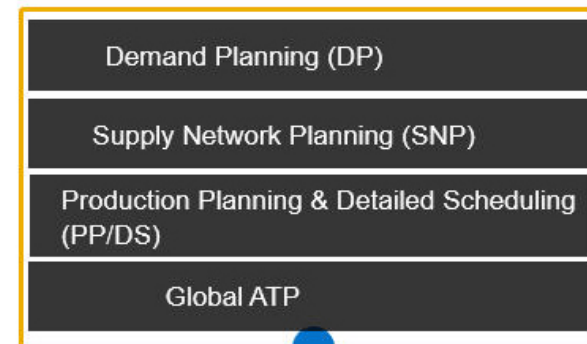 Demand Planning (DP)
Supply Network Planning (SNP)
Production Planning & Detailed Scheduling
(PP/DS)
Global ATP